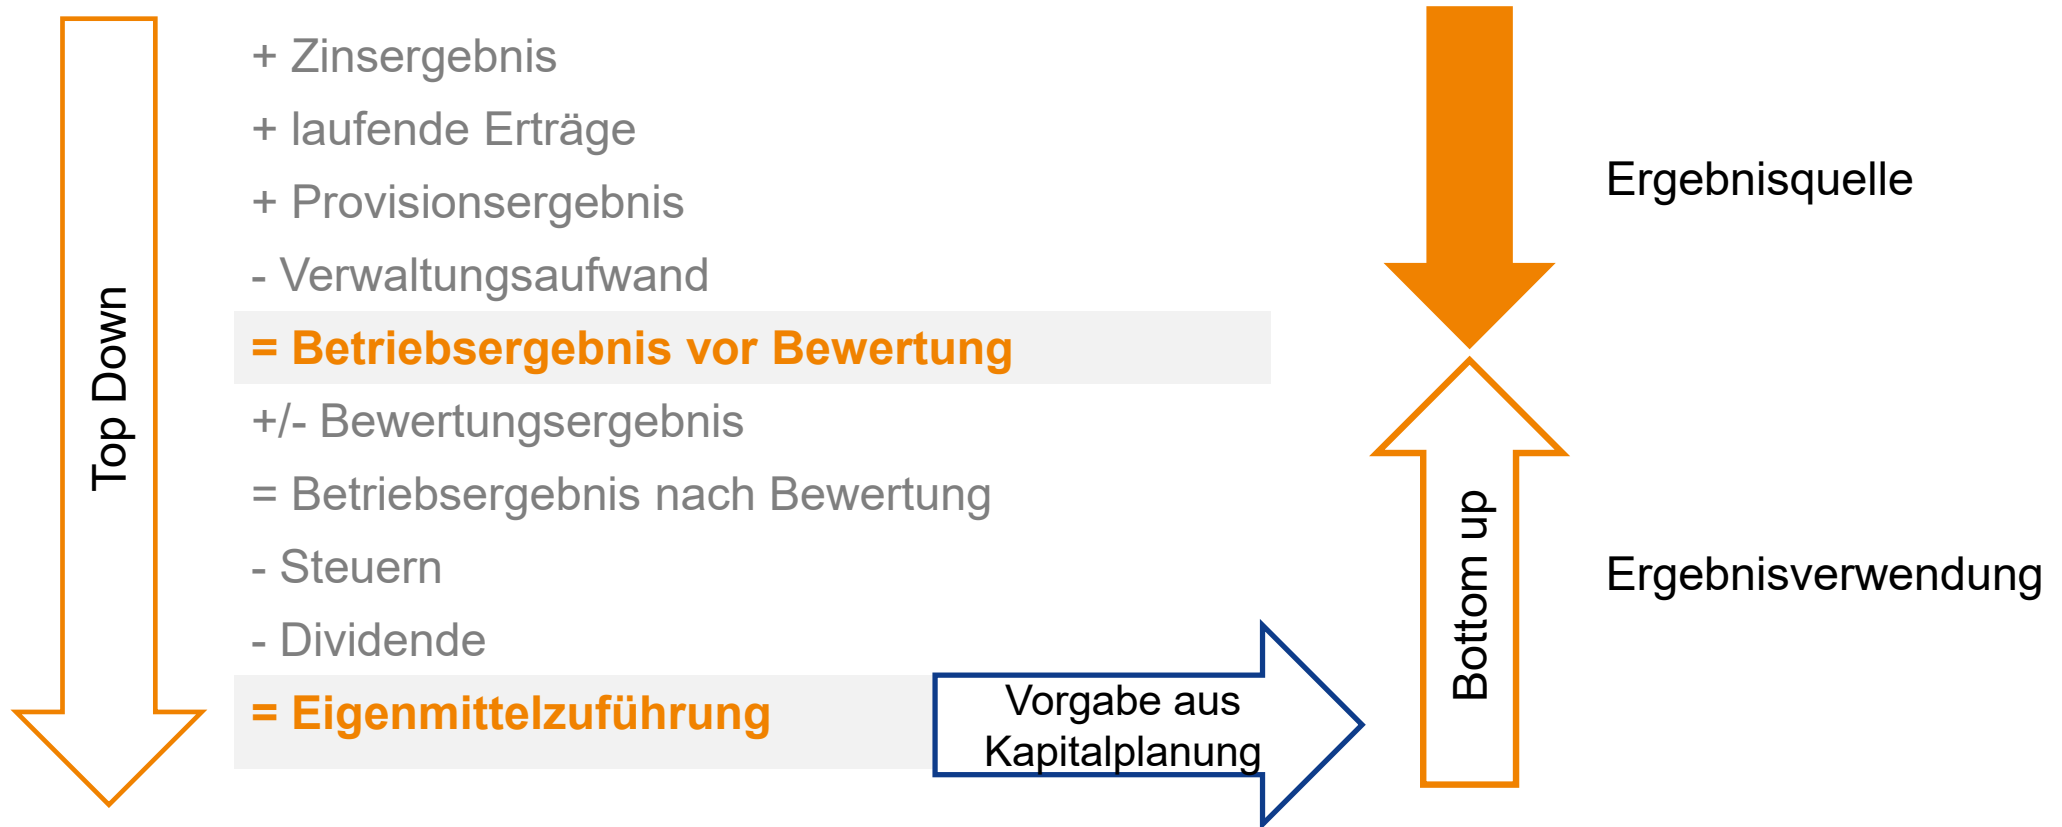 Top Down
+ Zinsergebnis
+ laufende Erträge
+ Provisionsergebnis
- Verwaltungsaufwand
= Betriebsergebnis vor Bewertung
+/- Bewertungsergebnis
= Betriebsergebnis nach Bewertung
- Steuern
- Dividende
= Eigenmittelzuführung
Vorgabe aus
Kapitalplanung
Bottom up
Ergebnisquelle
Ergebnisverwendung